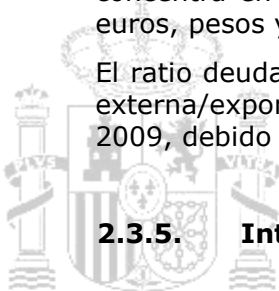 euros, pesos y
El ratio deuda
externa/expor
2009, debido
2.3.5. Int